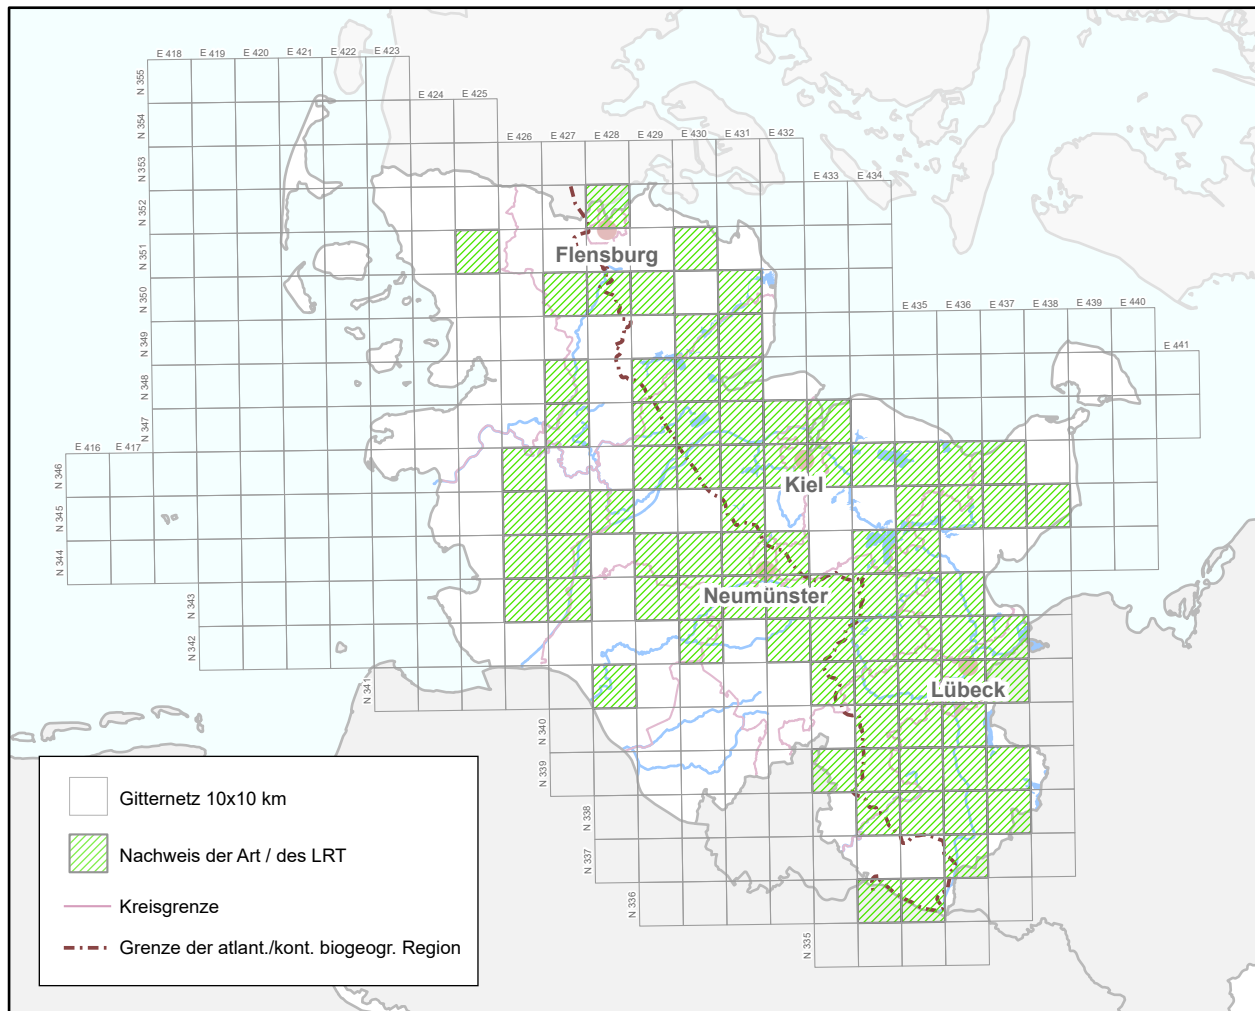 E 418 E 419 E 420 E 421 E 422 E 423
N 355
E 424 E 425
N 354
E 426 E 427 E 428 E 429 E 430 E 431 E 432
N 353
E 433 E 434
N 352
N 351
Flensburg
N 350
E 435 E 436 E 437 E 438 E 439 E 440
N 349
E 441
N 348
N 347
E 416 E 417
N 346
Kiel
N 345
N 344
N 343
Neumünster
N 342
N 341
Lübeck
N 340
N 339
N 338
N 337
N 336
N 335
Gitternetz 10x10 km
Nachweis der Art / des LRT
Kreisgrenze
Grenze der atlant./kont. biogeogr. Region